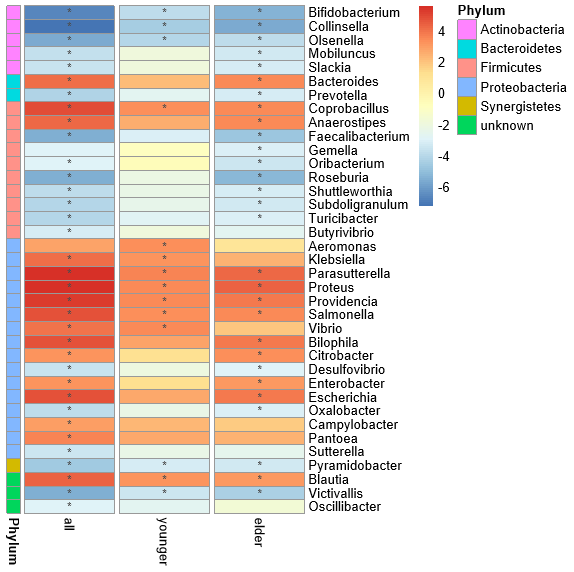 Bifidobacterium
Collinsella
Olsenella
Mobiluncus
Slackia
Bacteroides
Prevotella
Coprobacillus
Anaerostipes
Faecalibacterium
Gemella
Oribacterium
Roseburia
Shuttleworthia
Subdoligranulum
Turicibacter
Butyrivibrio
Aeromonas
Klebsiella
Parasutterella
Proteus
Providencia
Salmonella
Vibrio
Bilophila
Citrobacter
Desulfovibrio
Enterobacter
Escherichia
Oxalobacter
Campylobacter
Pantoea
Sutterella
Pyramidobacter
Blautia
Victivallis
Oscillibacter
Phylum
all
younger
elder
4
2
0
-2
-4
-6
Phylum
Actinobacteria
Bacteroidetes
Firmicutes
Proteobacteria
Synergistetes
unknown